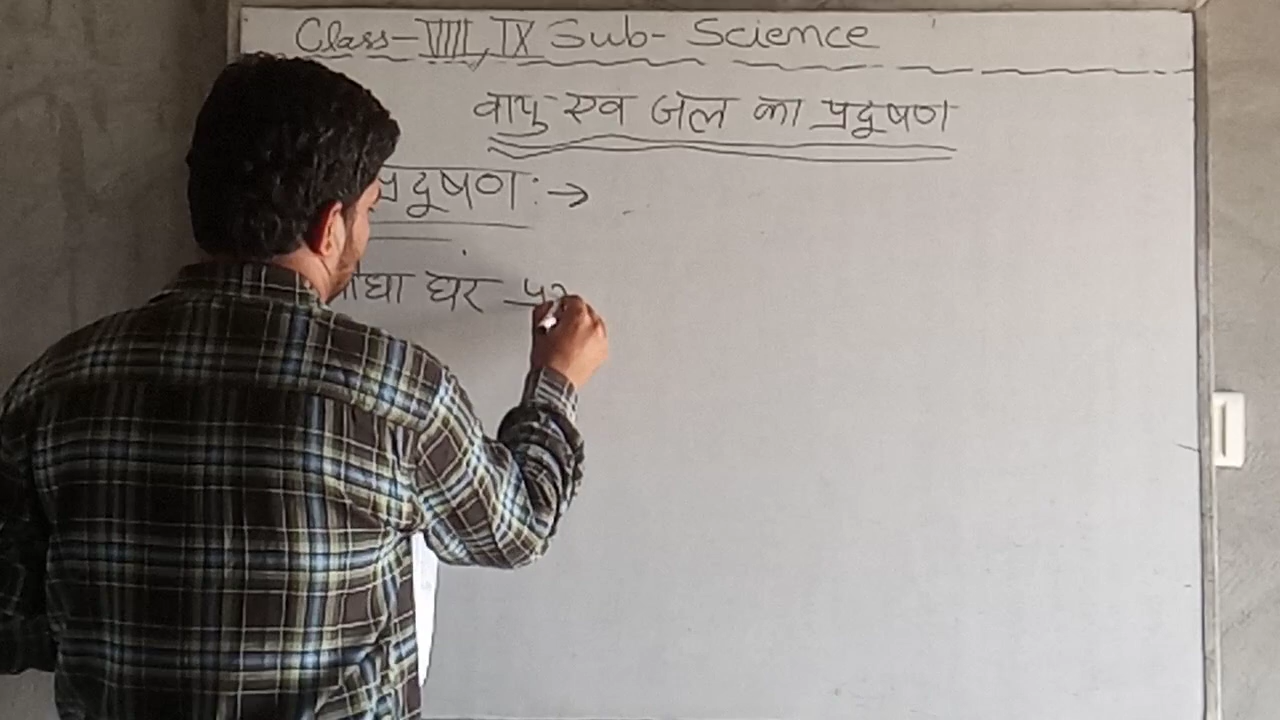 Class-VIII, IX Sub- Science
वायु एव जल का प्रदूषण
प्रदूषण :→
घर